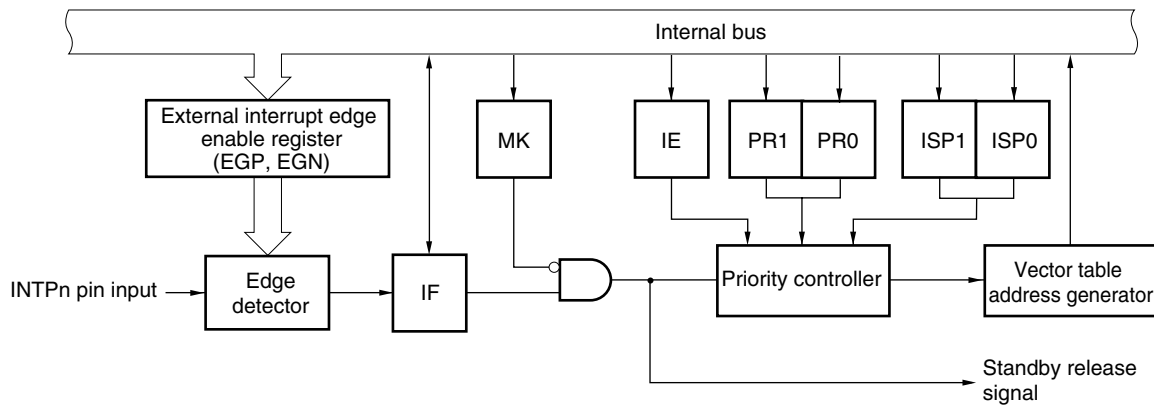 Internal bus
External interrupt edge
enable register
(EGP, EGN)
MK
IE
PR1
PR0
ISP1
ISP0
INTPn pin input
Edge
detector
IF
Priority controller
Vector table
address generator
Standby release
signal